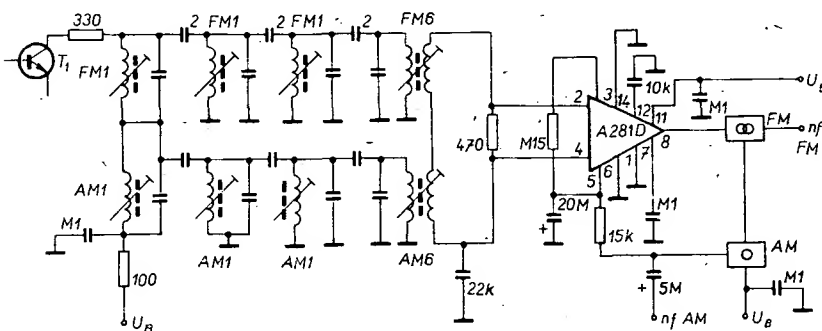 330
2 FM1 2 FM1 2 FM6
T1
FM1
3 14 10k
2 12 11
UB
M1
A281D
FM
470 M15
4 8
nf
FM
5 6 1 7
AM1
20M
M1
M1
15k
AM
AM1 AM1 AM6
100
22k
5M
M1
UB
nf AM
UB